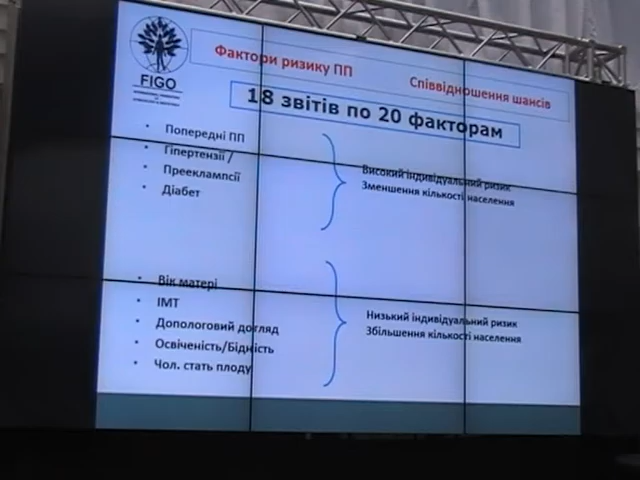 FIGO
Фактори ризику ПП
Співвідношення шансів
18 звітів по 20 факторам
• Попередні ПП
• Гіпертензії /
Прееклампсії
• Діабет
Високий індивідуальний ризик
Зменшення кількості населення
• Вік матері
• ІМТ
• Допологовий догляд
• Освіченість/Бідність
• Чол. стать плоду
Низький індивідуальний ризик
Збільшення кількості населення